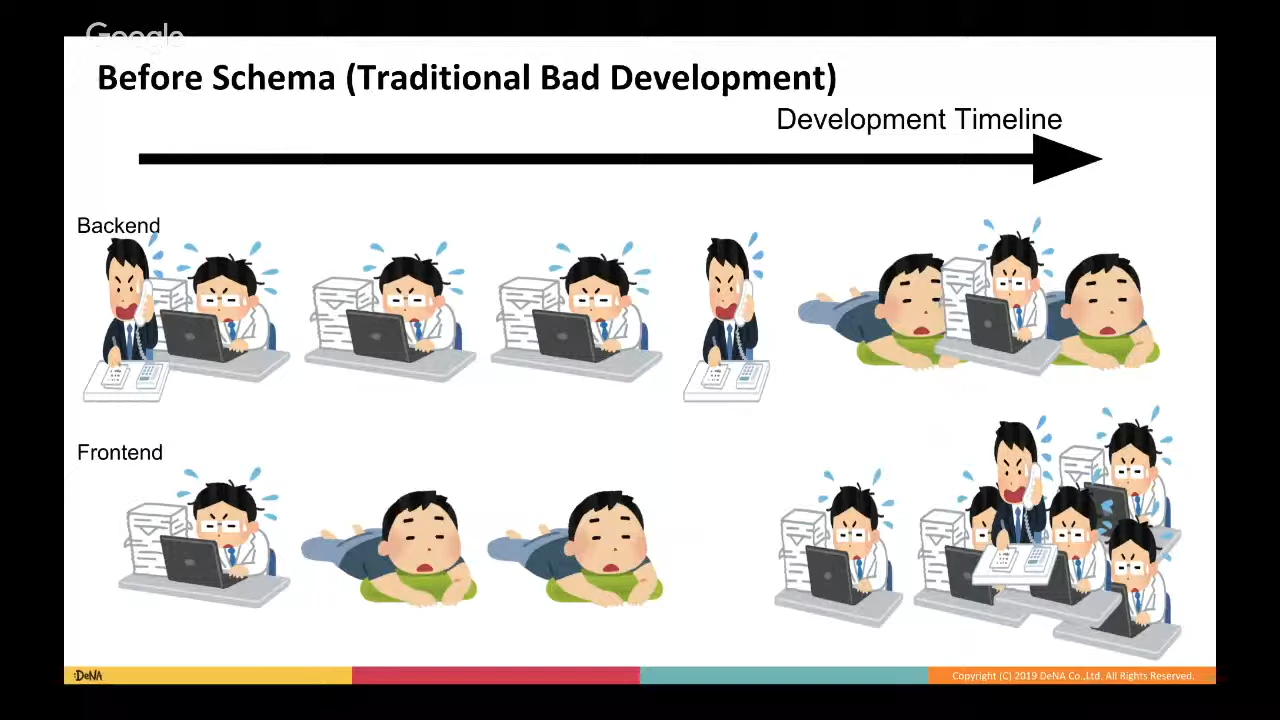 Google
Before Schema (Traditional Bad Development)
Development Timeline
Backend
Frontend
:DeNA
Copyright (C) 2019 DeNA Co.,Ltd. All Rights Reserved.